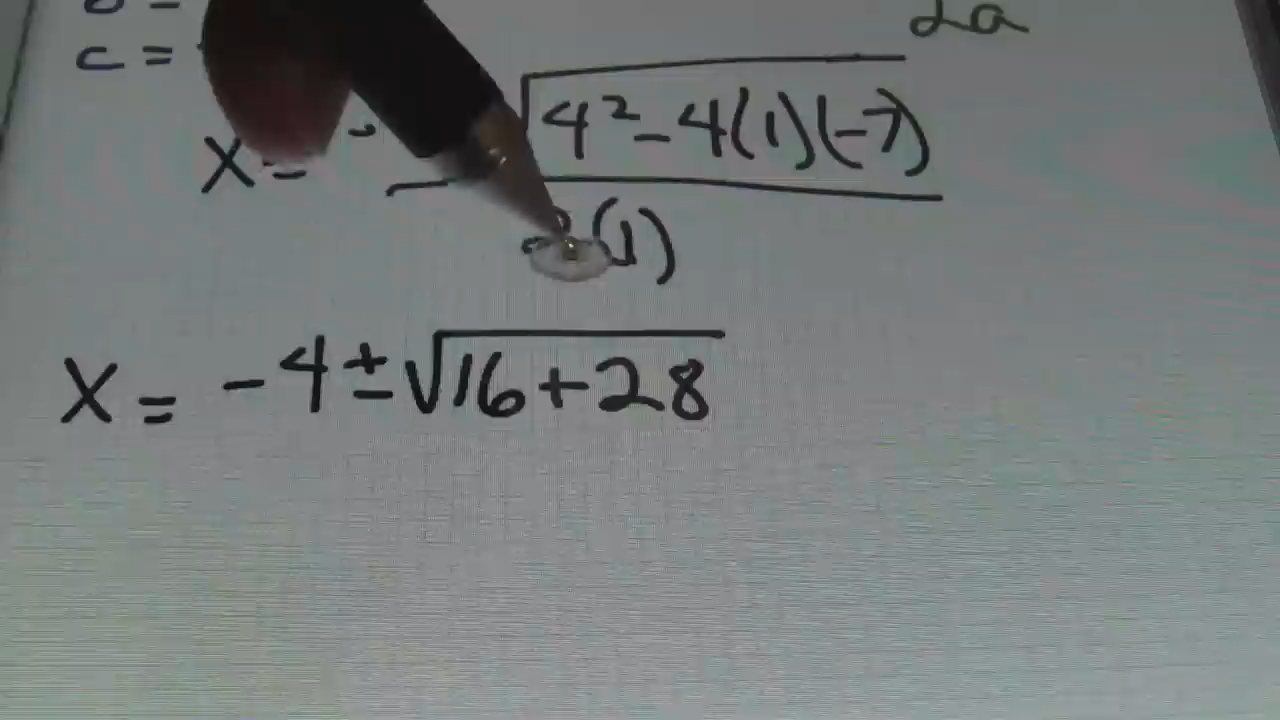 2a
c =
x = √4² - 4(1)(-7)
(1)
x = -4 ± √16 + 28